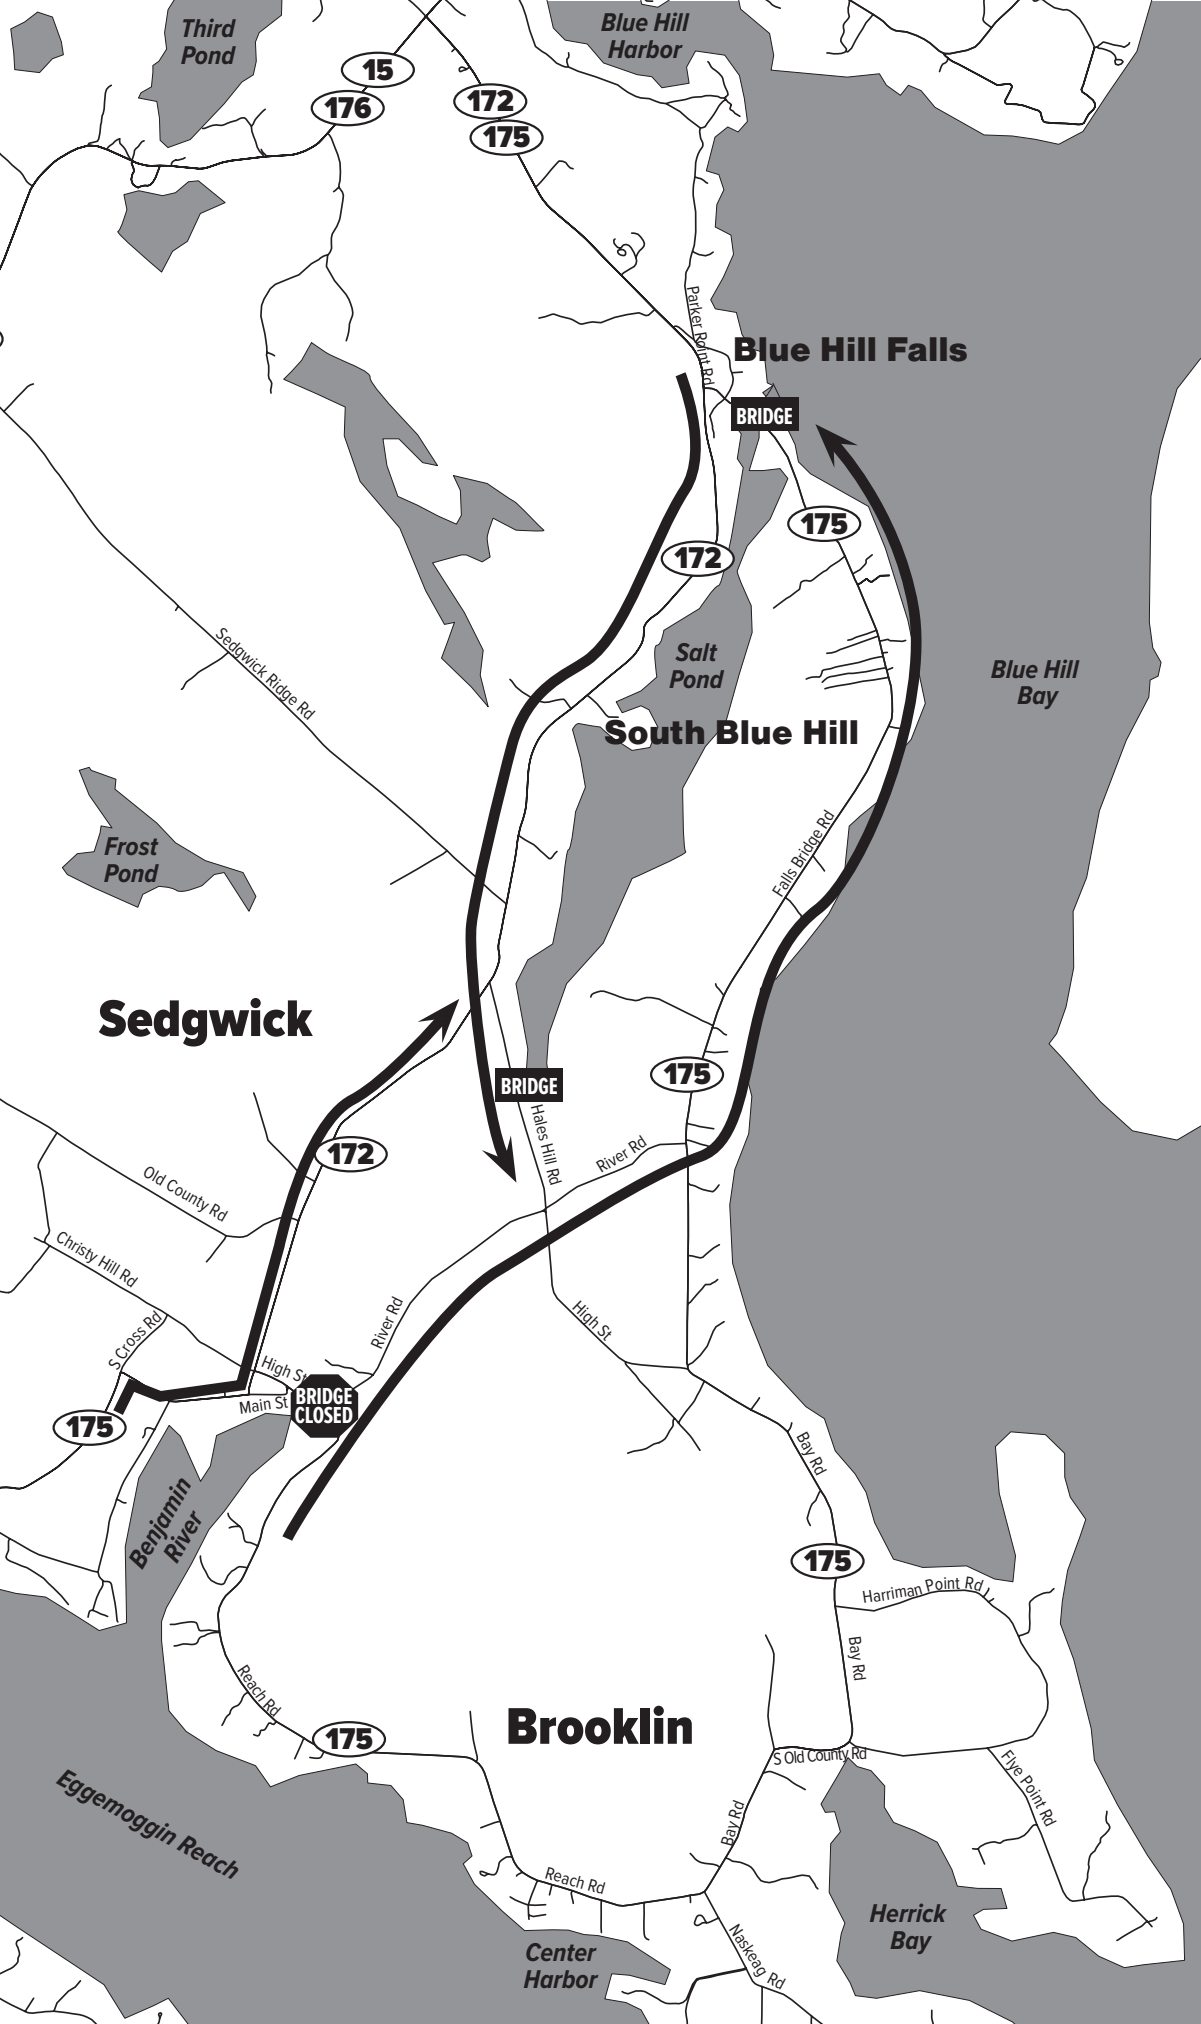 Third
Pond
Blue Hill
Harbor
15
176
172
175
Parker Point Rd
Blue Hill Falls
BRIDGE
175
172
Sedgwick Ridge Rd
Salt
Pond
Blue Hill
Bay
South Blue Hill
Frost
Pond
Falls Bridge Rd
Sedgwick
BRIDGE
175
Hales Hill Rd
172
River Rd
Old County Rd
Christy Hill Rd
S Cross Rd
River Rd
High St
High St
Main St
BRIDGE
CLOSED
175
Bay Rd
Benjamin
River
175
Harriman Point Rd
Bay Rd
Reach Rd
175
Brooklin
S Old County Rd
Flye Point Rd
Eggemoggin Reach
Bay Rd
Reach Rd
Herrick
Bay
Center
Harbor
Naskeag Rd